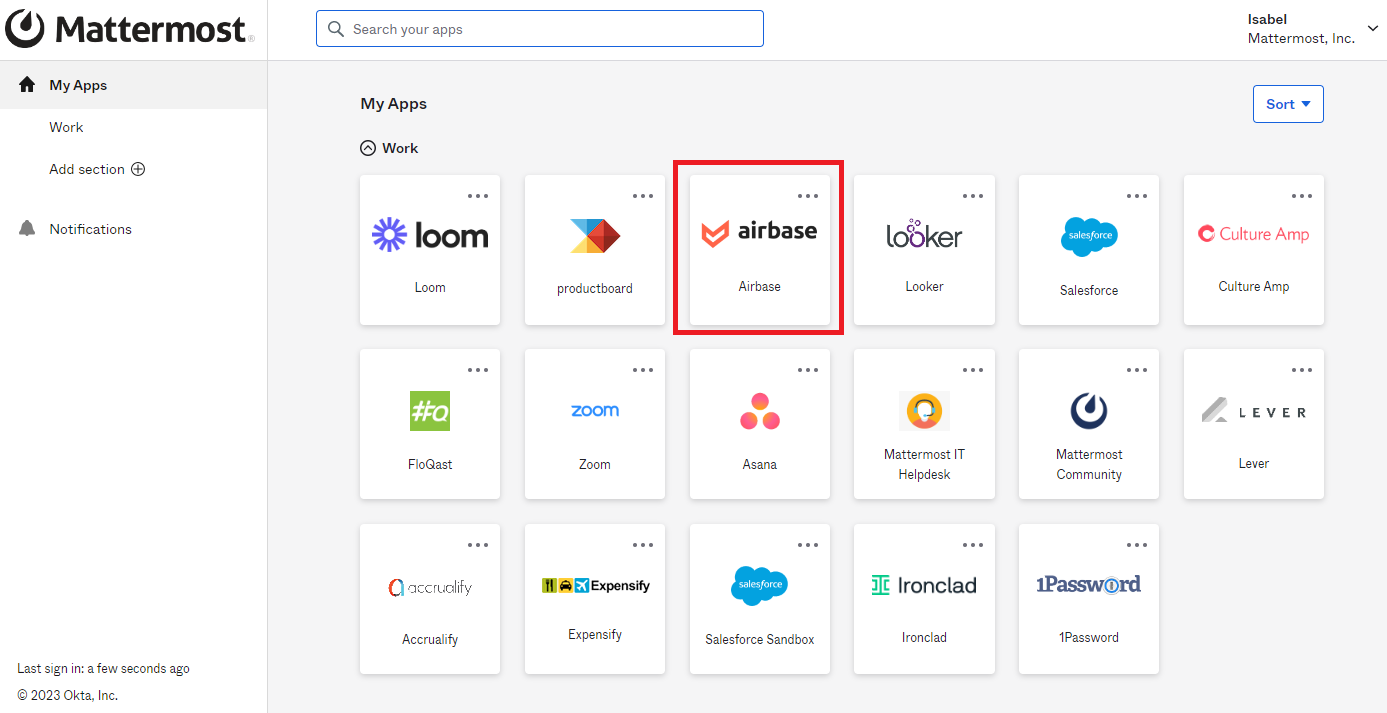 Mattermost®
Search your apps
Isabel
Mattermost, Inc.
My Apps
Work
Add section
Notifications
My Apps
Sort
Work
loom
Loom
productboard
airbase
Airbase
looker
Looker
salesforce
Salesforce
Culture Amp
Culture Amp
#FQ
FloQast
zoom
Zoom
Asana
Mattermost IT
Helpdesk
Mattermost
Community
LEVER
Lever
accrualify
Accrualify
Expensify
Expensify
salesforce
Salesforce Sandbox
Ironclad
Ironclad
1Password
1Password
Last sign in: a few seconds ago
© 2023 Okta, Inc.